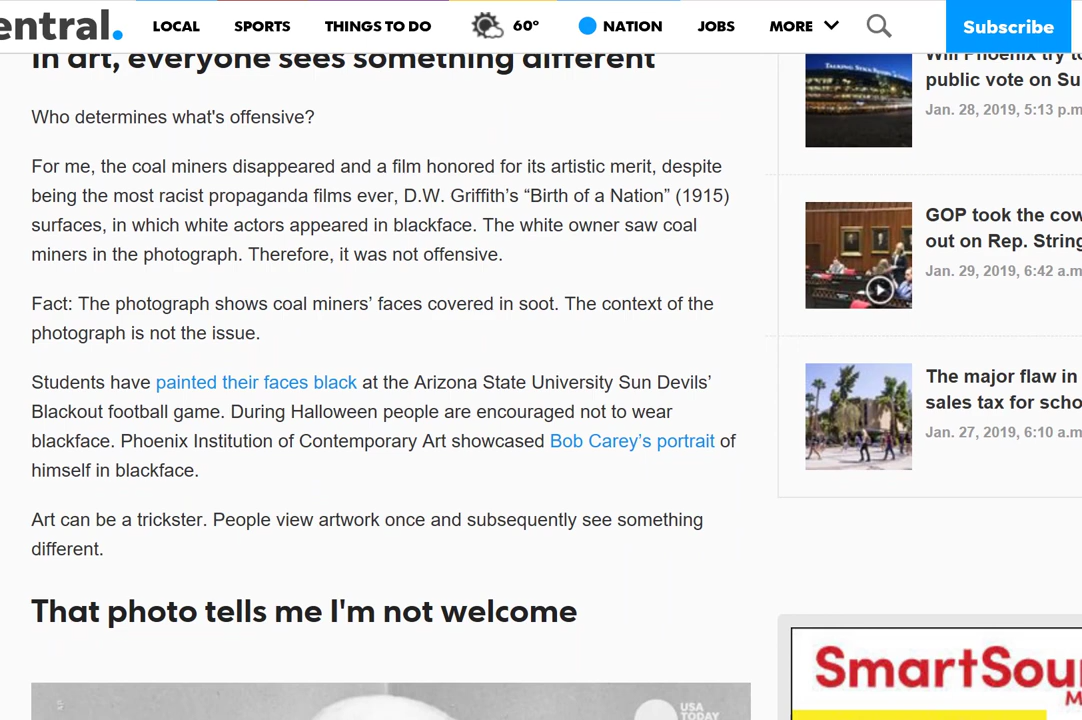 entral.
LOCAL SPORTS THINGS TO DO 60° NATION JOBS MORE Subscribe
In art, everyone sees something different
Who determines what's offensive?
For me, the coal miners disappeared and a film honored for its artistic merit, despite
being the most racist propaganda films ever, D.W. Griffith’s “Birth of a Nation” (1915)
surfaces, in which white actors appeared in blackface. The white owner saw coal
miners in the photograph. Therefore, it was not offensive.
Fact: The photograph shows coal miners’ faces covered in soot. The context of the
photograph is not the issue.
Students have painted their faces black at the Arizona State University Sun Devils’
Blackout football game. During Halloween people are encouraged not to wear
blackface. Phoenix Institution of Contemporary Art showcased Bob Carey’s portrait of
himself in blackface.
Art can be a trickster. People view artwork once and subsequently see something
different.
That photo tells me I'm not welcome
USA
TODAY
TALKING STICK
Will Phoenix try to
public vote on Su
Jan. 28, 2019, 5:13 p.m
GOP took the cow
out on Rep. String
Jan. 29, 2019, 6:42 a.m
The major flaw in
sales tax for scho
Jan. 27, 2019, 6:10 a.m
SmartSou
M